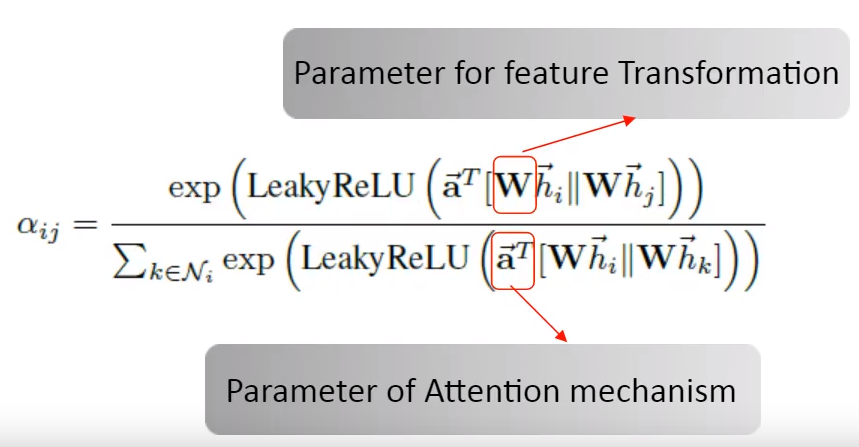 Parameter for feature Transformation
α_{ij} = \frac{\exp\left(\text{LeakyReLU}\left(\vec{\mathbf{a}}^T[\mathbf{W}\vec{h}_i \| \mathbf{W}\vec{h}_j]\right)\right)}{\sum_{k \in \mathcal{N}_i} \exp\left(\text{LeakyReLU}\left(\vec{\mathbf{a}}^T[\mathbf{W}\vec{h}_i \| \mathbf{W}\vec{h}_k]\right)\right)}
Parameter of Attention mechanism